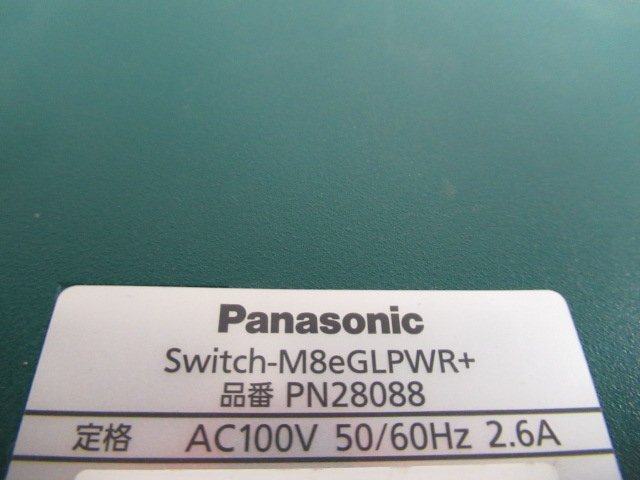 Panasonic
Switch-M8eGLPWR+
品番 PN28088
定格 AC100V 50/60Hz 2.6A